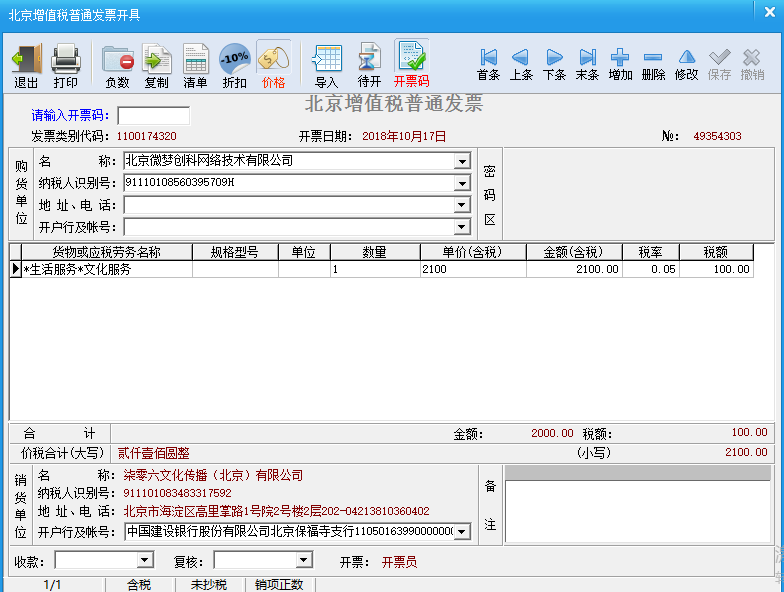 北京增值税普通发票开具
退出 打印 负数 复制 清单 -10% 折扣 价格 导入 待开 开票码 首条 上条 下条 末条 增加 删除 修改 保存 撤销
北京增值税普通发票
请输入开票码:
发票类别代码: 1100174320 开票日期: 2018年10月17日 №: 49354303
购货单位
名 称: 北京微梦创科网络技术有限公司
纳税人识别号: 91110108560395709H
地 址、电 话:
开户行及帐号:
密码区
货物或应税劳务名称 规格型号 单位 数量 单价(含税) 金额(含税) 税率 税额
*生活服务*文化服务 1 2100 2100.00 0.05 100.00
合 计 金额: 2000.00 税额: 100.00
价税合计(大写) 贰仟壹佰圆整 (小写) 2100.00
销货单位
名 称: 柒零六文化传播（北京）有限公司
纳税人识别号: 911101083483317592
地 址、电 话: 北京市海淀区高里掌路1号院2号楼2层202-04213810360402
开户行及帐号: 中国建设银行股份有限公司北京保福寺支行1105016399000000
备注
收款: 复核: 开票: 开票员
1/1 含税 未抄税 销项正数